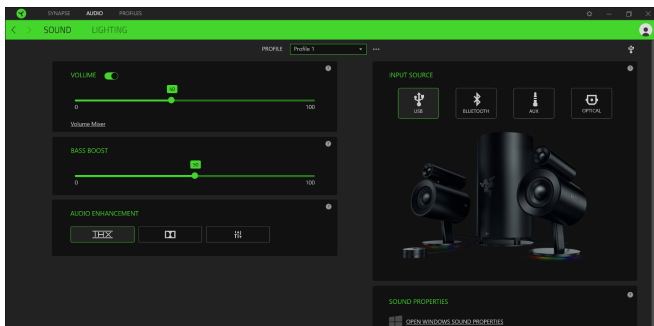 SYNAPSE AUDIO PROFILES
SOUND LIGHTING
PROFILE Profile 1
VOLUME
40
0 100
Volume Mixer
BASS BOOST
50
0 100
AUDIO ENHANCEMENT
THX
INPUT SOURCE
USB BLUETOOTH AUX OPTICAL
SOUND PROPERTIES
OPEN WINDOWS SOUND PROPERTIES